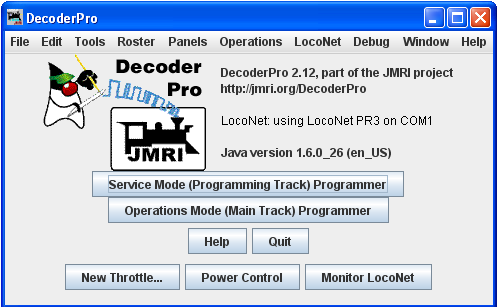 DecoderPro
File Edit Tools Roster Panels Operations LocoNet Debug Window Help
Decoder
Pro
JMRI
DecoderPro 2.12, part of the JMRI project
http://jmri.org/DecoderPro
LocoNet: using LocoNet PR3 on COM1
Java version 1.6.0_26 (en_US)
Service Mode (Programming Track) Programmer
Operations Mode (Main Track) Programmer
Help Quit
New Throttle... Power Control Monitor LocoNet